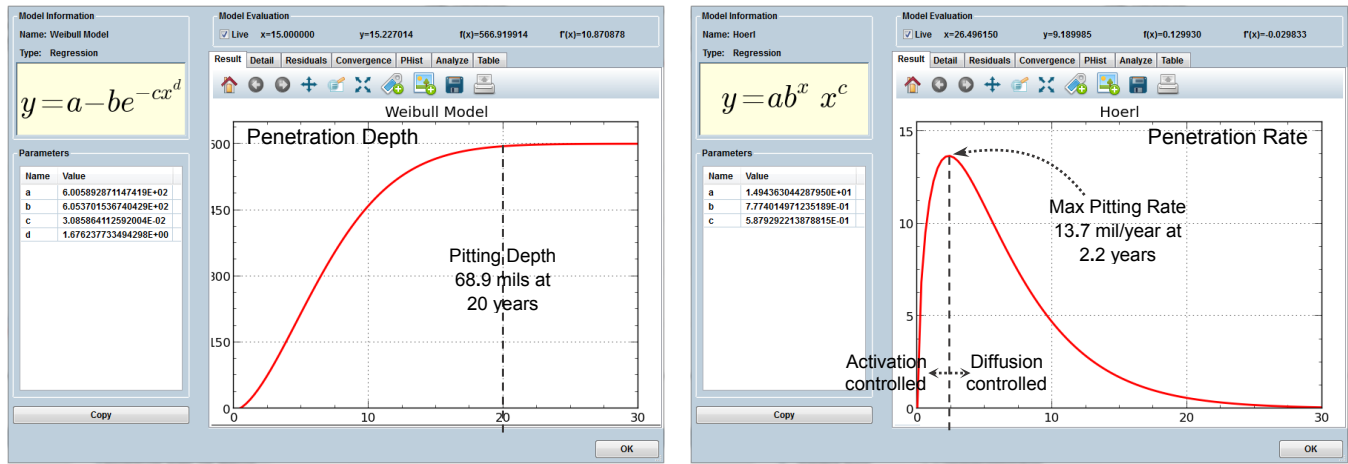 Model Information
Name: Weibull Model
Type: Regression
y=a−be^{−cx^d}
Parameters
Name Value
a 6.005892871147419E+02
b 6.053701536740429E+02
c 3.085864112592004E-02
d 1.676237733494298E+00
Copy
Model Evaluation
Live x=15.000000 y=15.227014 f(x)=566.919914 f'(x)=10.870878
Result Detail Residuals Convergence PHist Analyze Table
Weibull Model
Penetration Depth
600
450
300
150
0
Pitting Depth
68.9 mils at
20 years
0 10 20 30
OK
Model Information
Name: Hoerl
Type: Regression
y=ab^x x^c
Parameters
Name Value
a 1.494363044287950E+01
b 7.774014971235189E-01
c 5.879292213878815E-01
Copy
Model Evaluation
Live x=26.496150 y=9.189985 f(x)=0.129930 f'(x)=-0.029833
Result Detail Residuals Convergence PHist Analyze Table
Hoerl
Penetration Rate
15
10
5
0
Max Pitting Rate
13.7 mil/year at
2.2 years
Activation
controlled
Diffusion
controlled
0 10 20 30
OK